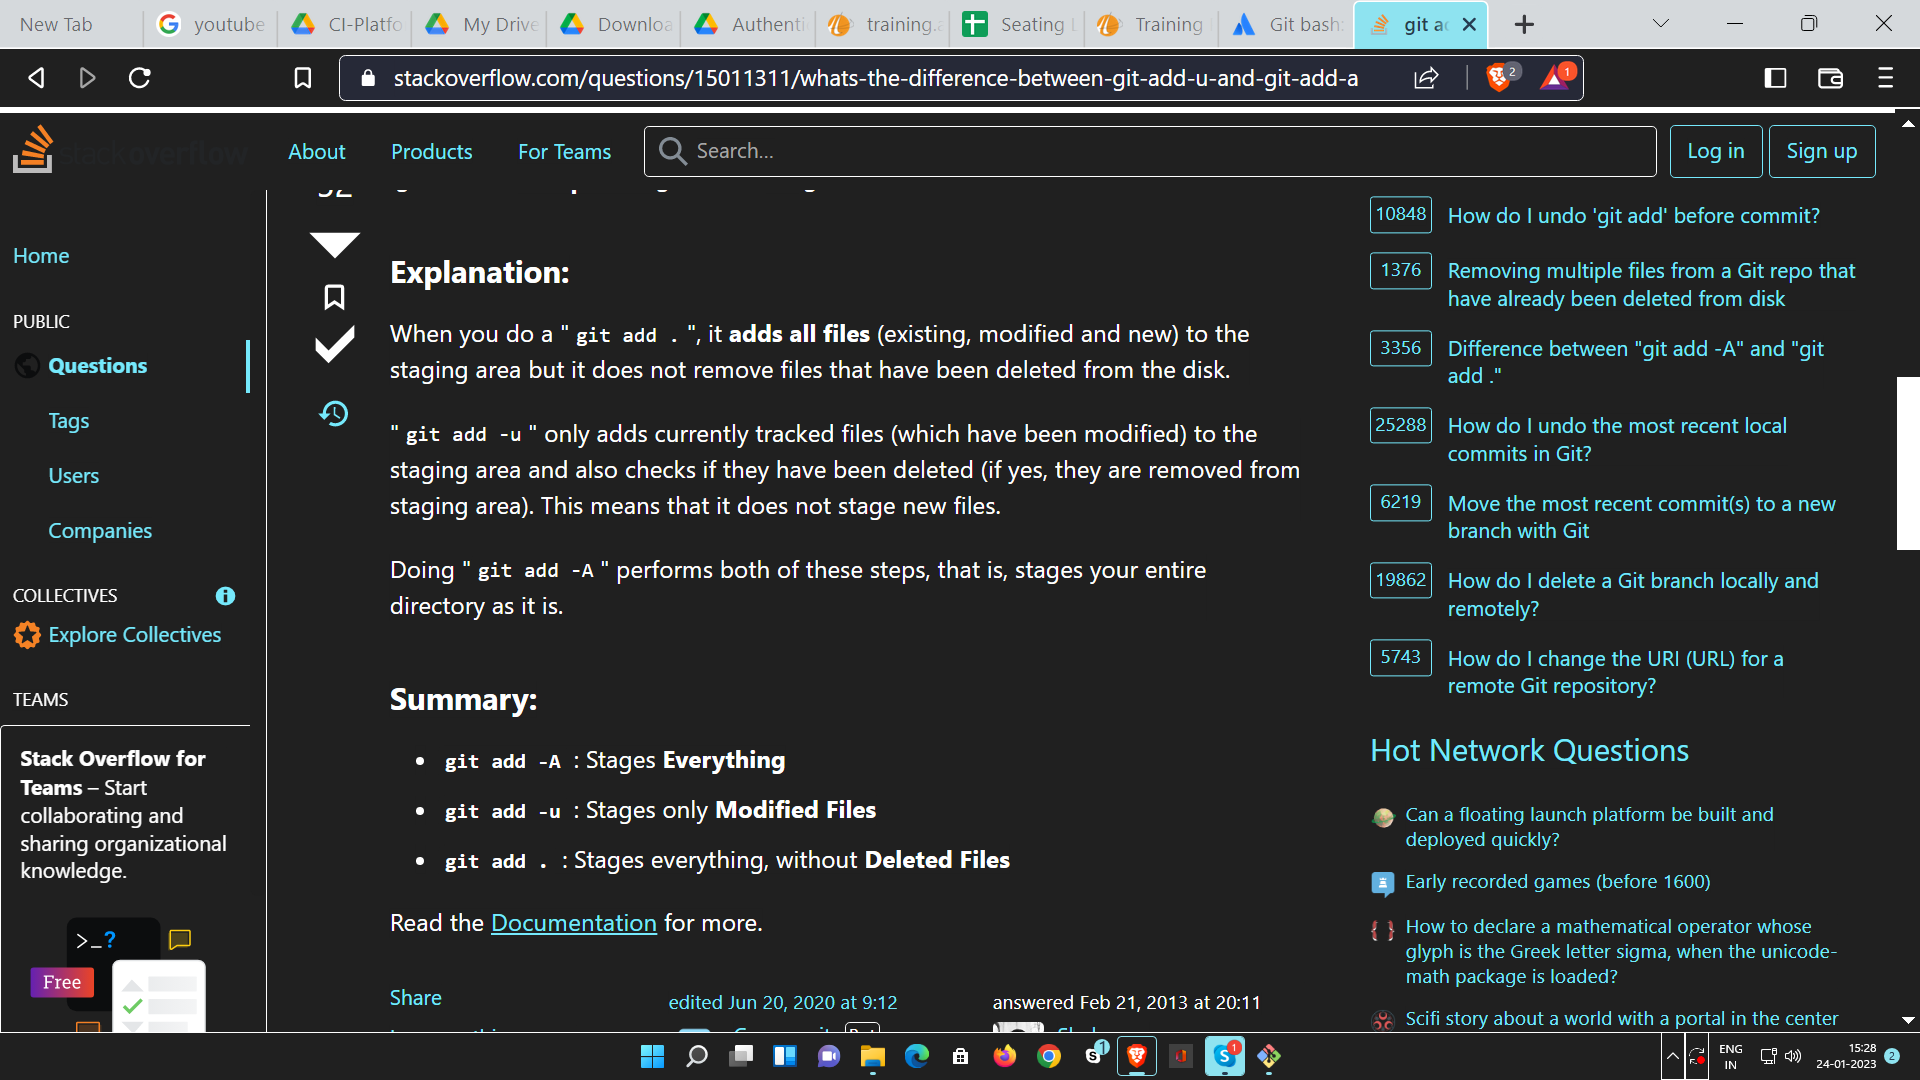 New Tab
youtube
CI-Platfo
My Drive
Downloa
Authenti
training.a
Seating L
Training
Git bash:
git ad
stackoverflow.com/questions/15011311/whats-the-difference-between-git-add-u-and-git-add-a
2
1
stackoverflow
About
Products
For Teams
Search...
Log in
Sign up
Home
PUBLIC
Questions
Tags
Users
Companies
COLLECTIVES
Explore Collectives
TEAMS
Stack Overflow for
Teams – Start
collaborating and
sharing organizational
knowledge.
>_?
Free
Explanation:
When you do a " git add . ", it adds all files (existing, modified and new) to the
staging area but it does not remove files that have been deleted from the disk.
" git add -u " only adds currently tracked files (which have been modified) to the
staging area and also checks if they have been deleted (if yes, they are removed from
staging area). This means that it does not stage new files.
Doing " git add -A " performs both of these steps, that is, stages your entire
directory as it is.
Summary:
• git add -A : Stages Everything
• git add -u : Stages only Modified Files
• git add . : Stages everything, without Deleted Files
Read the Documentation for more.
Share
edited Jun 20, 2020 at 9:12
answered Feb 21, 2013 at 20:11
10848 How do I undo 'git add' before commit?
1376 Removing multiple files from a Git repo that
have already been deleted from disk
3356 Difference between "git add -A" and "git
add ."
25288 How do I undo the most recent local
commits in Git?
6219 Move the most recent commit(s) to a new
branch with Git
19862 How do I delete a Git branch locally and
remotely?
5743 How do I change the URI (URL) for a
remote Git repository?
Hot Network Questions
Can a floating launch platform be built and
deployed quickly?
Early recorded games (before 1600)
How to declare a mathematical operator whose
glyph is the Greek letter sigma, when the unicode-
math package is loaded?
Scifi story about a world with a portal in the center
1
1
ENG
IN
15:28
24-01-2023
2